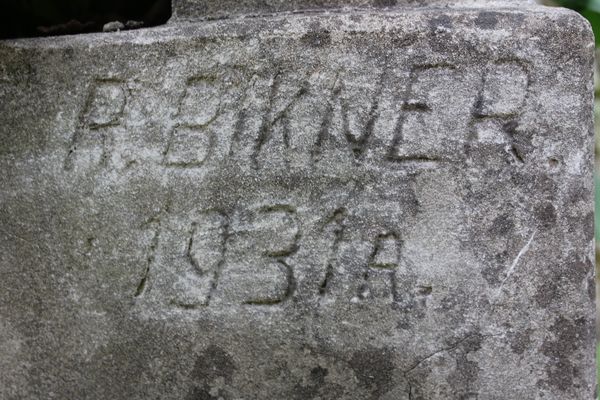 R. BIKNER.
1931 A.